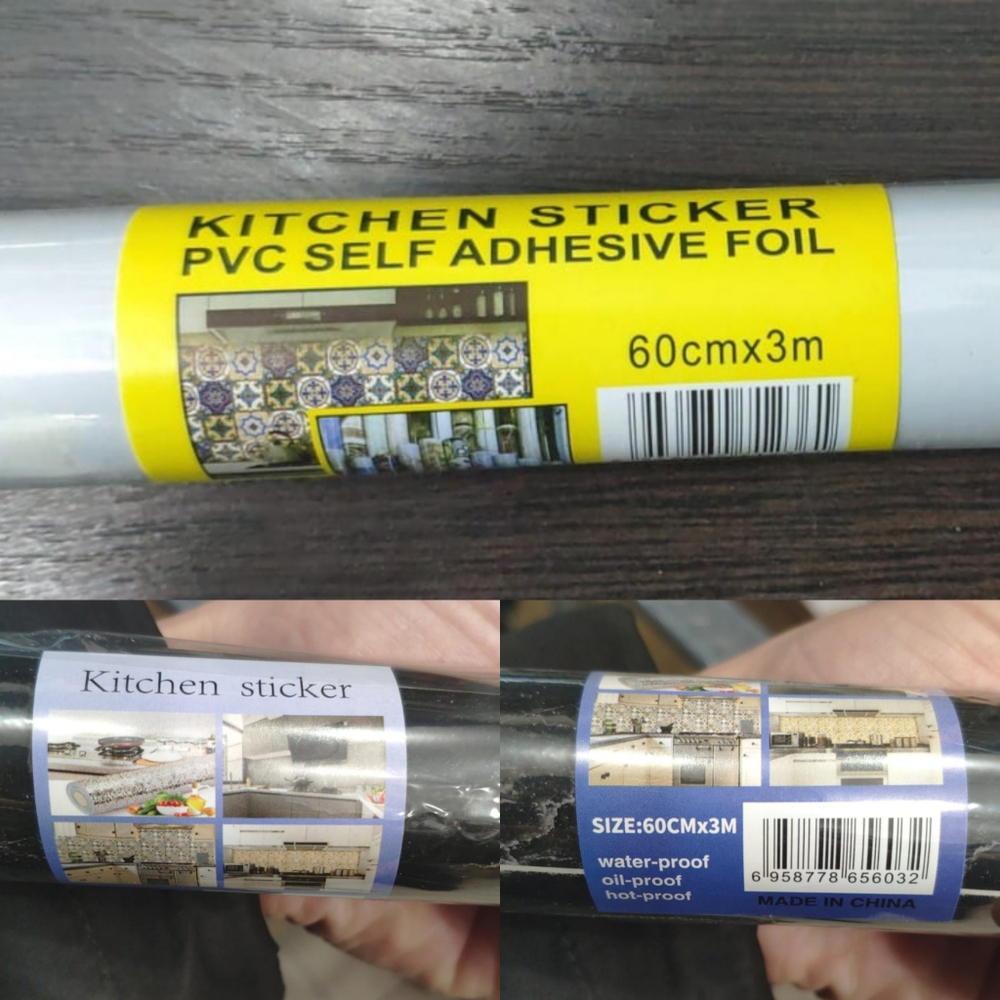 KITCHEN STICKER
PVC SELF ADHESIVE FOIL
60cmx3m
Kitchen sticker
SIZE:60CMx3M
water-proof
oil-proof
hot-proof
6 958778 656032
MADE IN CHINA